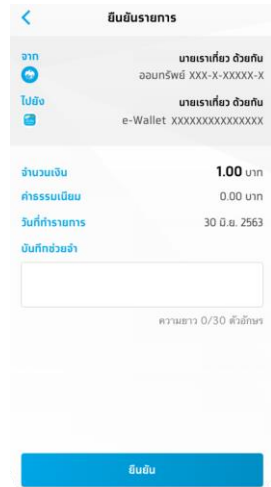 ยืนยันรายการ
จาก นายเราเที่ยว ด้วยกัน
ออมทรัพย์ XXX-X-XXXXX-X
ไปยัง นายเราเที่ยว ด้วยกัน
e-Wallet XXXXXXXXXXXXXXX
จำนวนเงิน 1.00 บาท
ค่าธรรมเนียม 0.00 บาท
วันที่ทำรายการ 30 มิ.ย. 2563
บันทึกช่วยจำ
ความยาว 0/30 ตัวอักษร
ยืนยัน